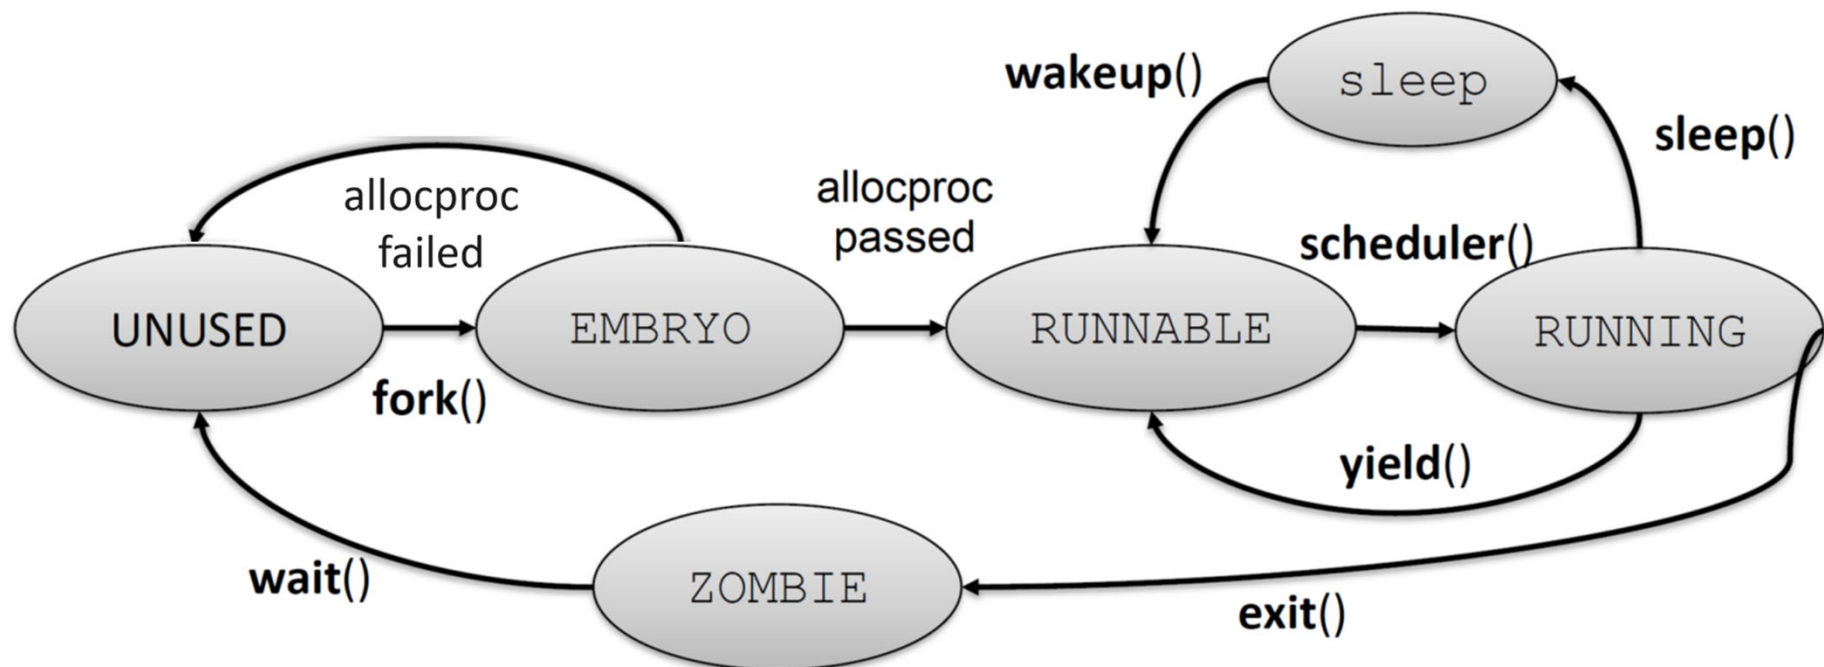 sleep
wakeup()
sleep()
allocproc
failed
allocproc
passed
scheduler()
UNUSED
EMBRYO
RUNNABLE
RUNNING
fork()
yield()
wait()
ZOMBIE
exit()